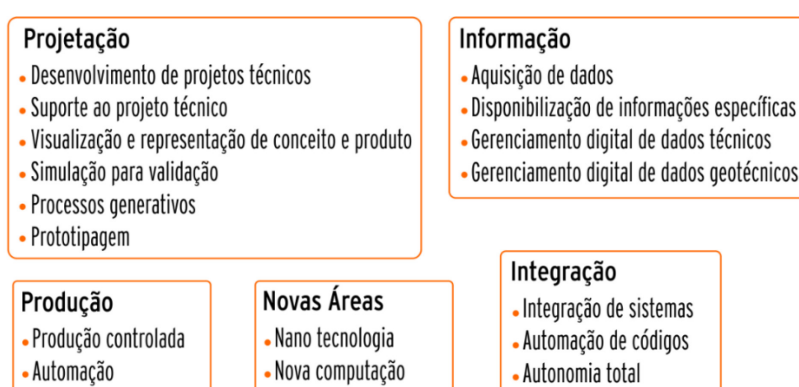 Projetação
• Desenvolvimento de projetos técnicos
• Suporte ao projeto técnico
• Visualização e representação de conceito e produto
• Simulação para validação
• Processos generativos
• Prototipagem
Informação
• Aquisição de dados
• Disponibilização de informações específicas
• Gerenciamento digital de dados técnicos
• Gerenciamento digital de dados geotécnicos
Produção
• Produção controlada
• Automação
Novas Áreas
• Nano tecnologia
• Nova computação
Integração
• Integração de sistemas
• Automação de códigos
• Autonomia total